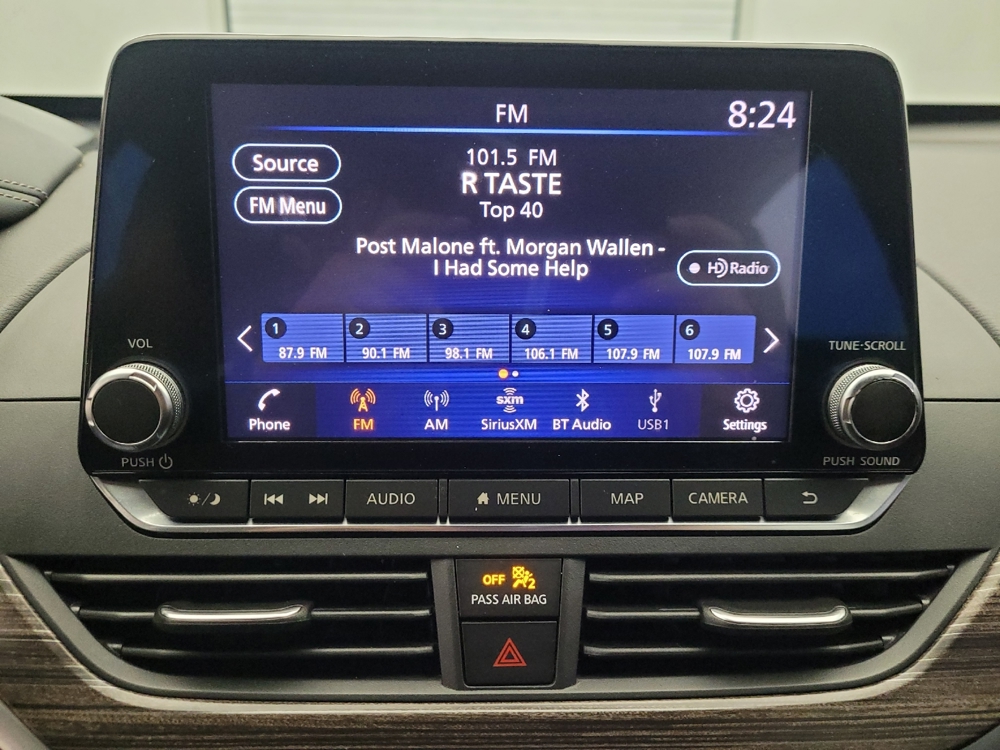 FM
8:24
Source
101.5 FM
R TASTE
FM Menu
Top 40
Post Malone ft. Morgan Wallen -
I Had Some Help
HD Radio
1 2 3 4 5 6
87.9 FM 90.1 FM 98.1 FM 106.1 FM 107.9 FM 107.9 FM
VOL
TUNE·SCROLL
sxm
Phone FM AM SiriusXM BT Audio USB1 Settings
PUSH
PUSH SOUND
AUDIO MENU MAP CAMERA
OFF 2
PASS AIR BAG